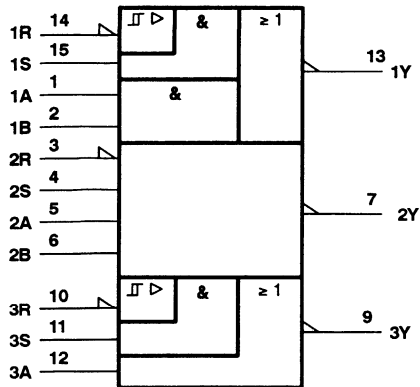 1R 14 & ≥ 1
1S 15
13 1Y
1A 1 &
1B 2
2R 3
2S 4
7 2Y
2A 5
2B 6
3R 10 & ≥ 1
3S 11
9 3Y
3A 12